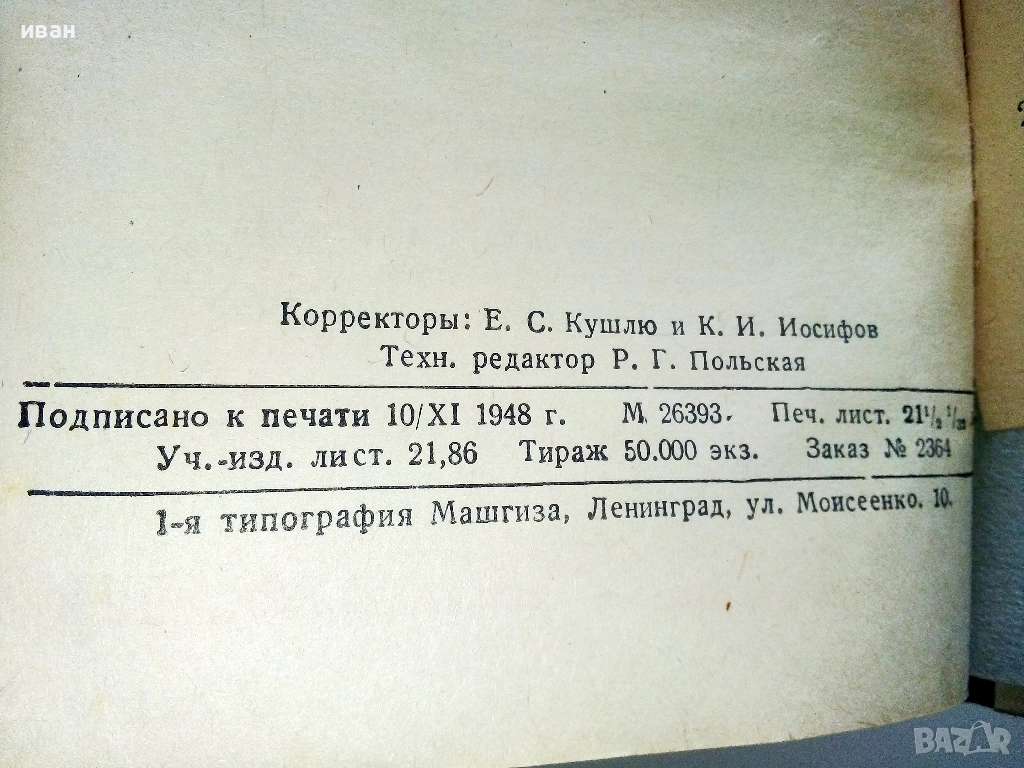 иван
Корректоры: Е. С. Кушлю и К. И. Иосифов
Техн. редактор Р. Г. Польская
Подписано к печати 10/XI 1948 г. М. 26393. Печ. лист. 21¹/₂
Уч.-изд. лист. 21,86 Тираж 50.000 экз. Заказ № 2364
1-я типография Машгиза, Ленинград, ул. Моисеенко. 10.
BAZAR